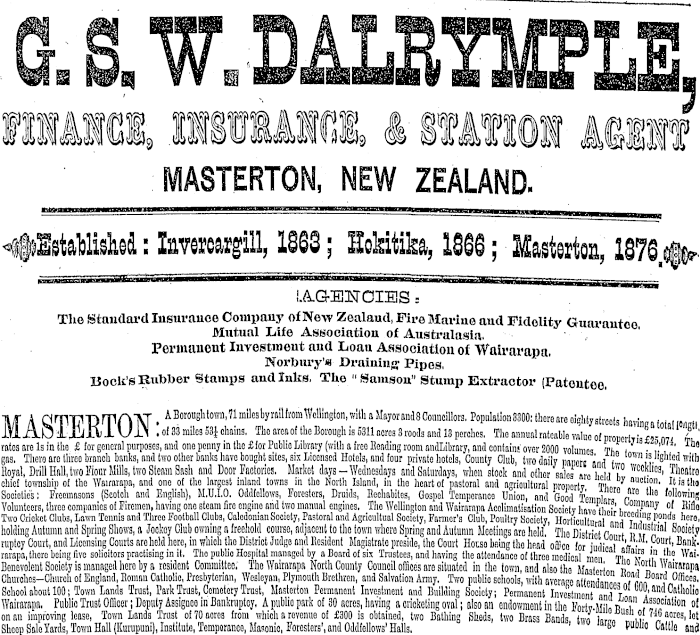 G. S. W. DALRYMPLE,
FINANCE, INSURANCE, & STATION AGENT
MASTERTON, NEW ZEALAND.
Established: Invercargill, 1863; Hokitika, 1866; Masterton, 1876.
AGENCIES:
The Standard Insurance Company of New Zealand, Fire Marine and Fidelity Guarantee.
Mutual Life Association of Australasia.
Permanent Investment and Loan Association of Wairarapa.
Norbury's Draining Pipes.
Bock's Rubber Stamps and Inks. The "Samson" Stump Extractor (Patentee.
MASTERTON: A Borough town, 71 miles by rail from Wellington, with a Mayor and 8 Councillors. Population 3300; there are eighty streets having a total length
of 33 miles 53½ chains. The area of the Borough is 5311 acres 3 roods and 13 perches. The annual rateable value of property is £25,074. The
rates are 1s in the £ for general purposes, and one penny in the £ for Public Library (with a free Reading room and Library, and contains over 2000 volumes. The town is lighted with
gas. There are three branch banks, and two other banks have bought sites, six Licensed Hotels, and four private hotels, County Club, two daily papers and two weeklies, Theatre
Royal, Drill Hall, two Flour Mills, two Steam Sash and Door Factories. Market days—Wednesdays and Saturdays, when stock and other sales are held by auction. It is the
chief township of the Wairarapa, and one of the largest inland towns in the North Island, in the heart of pastoral and agricultural property. There are the following
Societies: Freemasons (Scotch and English), M.U.I.O. Oddfellows, Foresters, Druids, Rechabites, Gospel Temperance Union, and Good Templars, Company of Rifle
Volunteers, three companies of Firemen, having one steam fire engine and two manual engines. The Wellington and Wairarapa Acclimatisation Society have their breeding ponds here,
Two Cricket Clubs, Lawn Tennis and Three Football Clubs, Caledonian Society, Pastoral and Agricultural Society, Farmer's Club, Poultry Society, Horticultural and Industrial Society
holding Autumn and Spring Shows, a Jockey Club owning a freehold course, adjacent to the town where Spring and Autumn Meetings are held. The District Court, R.M. Court, Bank-
ruptcy Court, and Licensing Courts are held here, in which the District Judge and Resident Magistrate preside, the Court House being the head office for judicial affairs in the Wai-
rarapa, there being five solicitors practising in it. The public Hospital managed by a Board of six Trustees, and having the attendance of three medical men. The North Wairarapa
Benevolent Society is managed here by a resident Committee. The Wairarapa North County Council offices are situated in the town, and also the Masterton Road Board Offices.
Churches—Church of England, Roman Catholic, Presbyterian, Wesleyan, Plymouth Brethren, and Salvation Army. Two public schools, with average attendances of 600, and Catholic
School about 100; Town Lands Trust, Park Trust, Cemetery Trust, Masterton Permanent Investment and Building Society; Permanent Investment and Loan Association of
Wairarapa. Public Trust Officer; Deputy Assignee in Bankruptcy. A public park of 30 acres, having a cricketing oval; also an endowment in the Forty-Mile Bush of 746 acres, let
on an improving lease, Town Lands Trust of 70 acres from which a revenue of £300 is obtained, two Bathing Sheds, two Brass Bands, two large public Cattle and
Sheep Sale Yards, Town Hall (Kuripuni), Institute, Temperance, Masonic, Foresters', and Oddfellows' Halls.